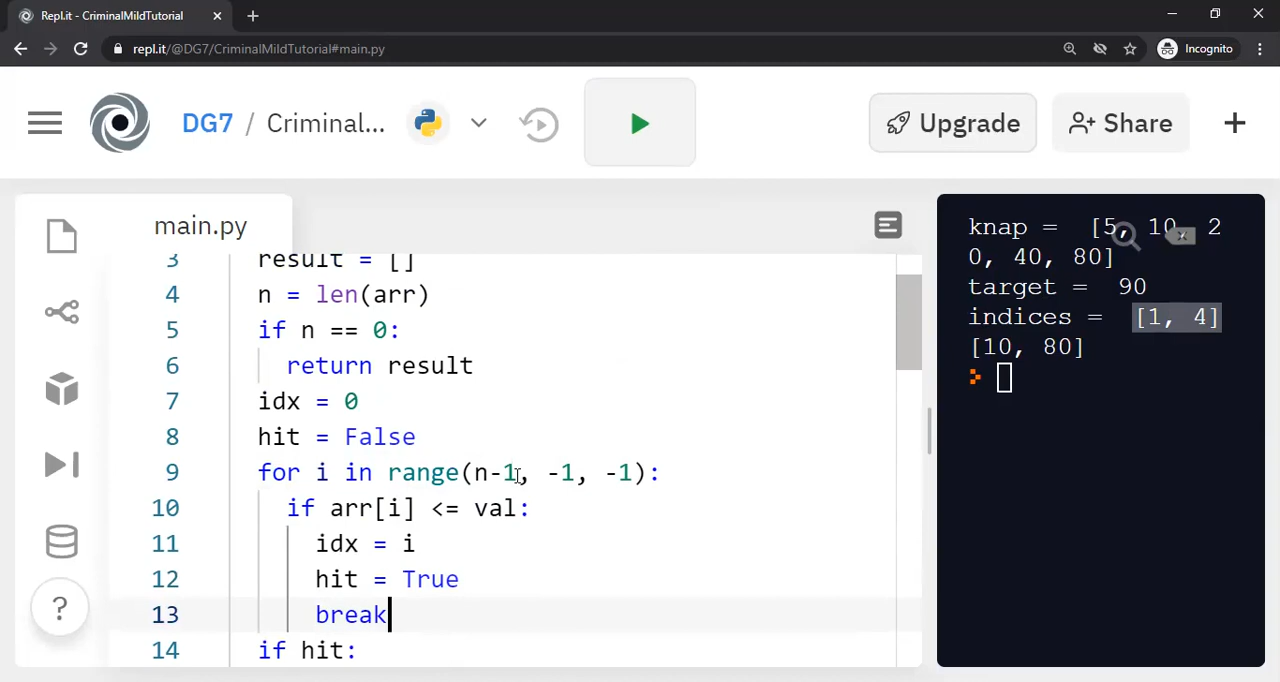 Repl.it - CriminalMildTutorial
repl.it/@DG7/CriminalMildTutorial#main.py
Incognito
DG7 / Criminal...
Upgrade
Share
main.py
3 result = []
4 n = len(arr)
5 if n == 0:
6 return result
7 idx = 0
8 hit = False
9 for i in range(n-1, -1, -1):
10 if arr[i] <= val:
11 idx = i
12 hit = True
13 break
14 if hit:
knap = [5, 10, 2
0, 40, 80]
target = 90
indices = [1, 4]
[10, 80]
?